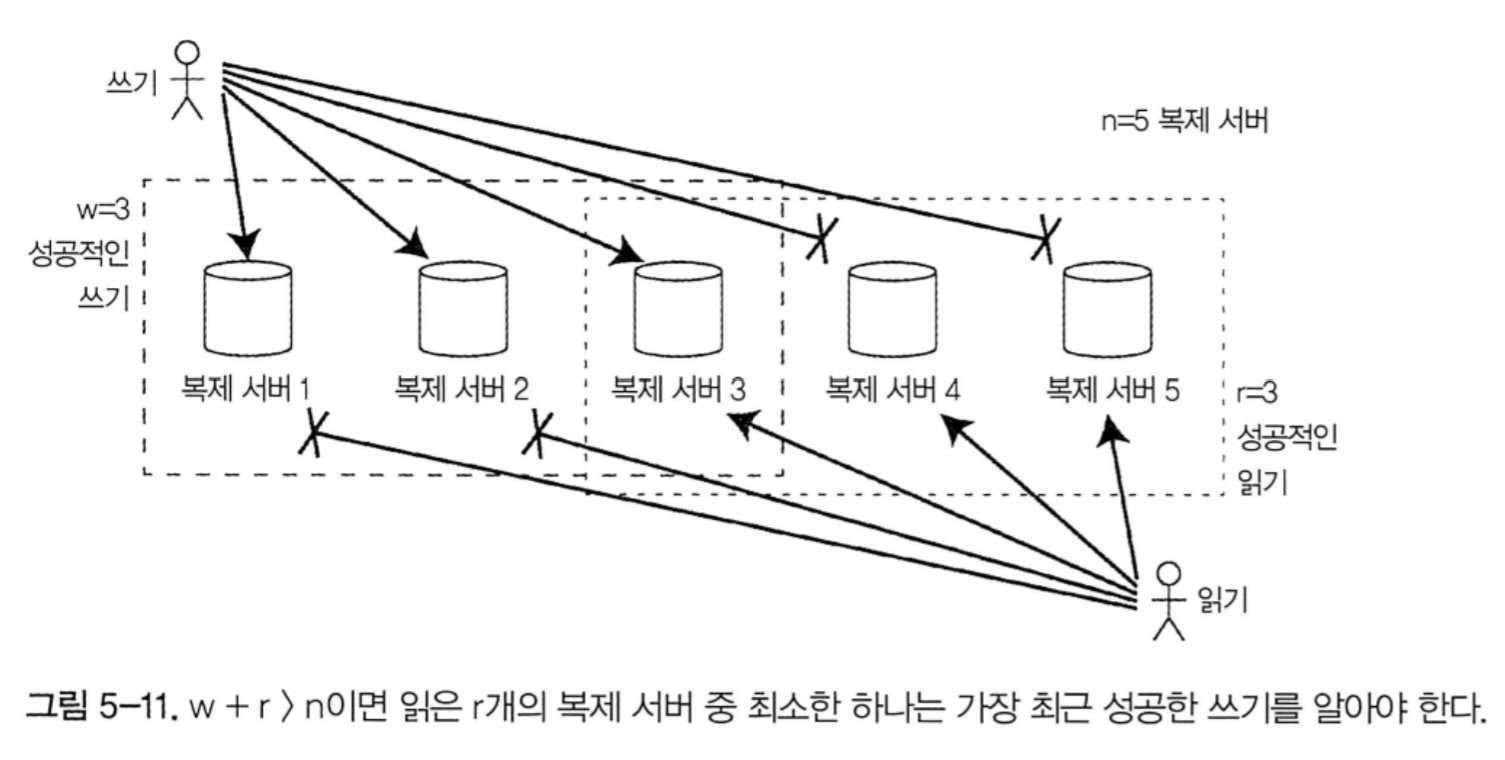 쓰기
n=5 복제 서버
w=3
성공적인
쓰기
복제 서버 1
복제 서버 2
복제 서버 3
복제 서버 4
복제 서버 5
r=3
성공적인
읽기
읽기
그림 5-11. w + r > n이면 읽은 r개의 복제 서버 중 최소한 하나는 가장 최근 성공한 쓰기를 알아야 한다.